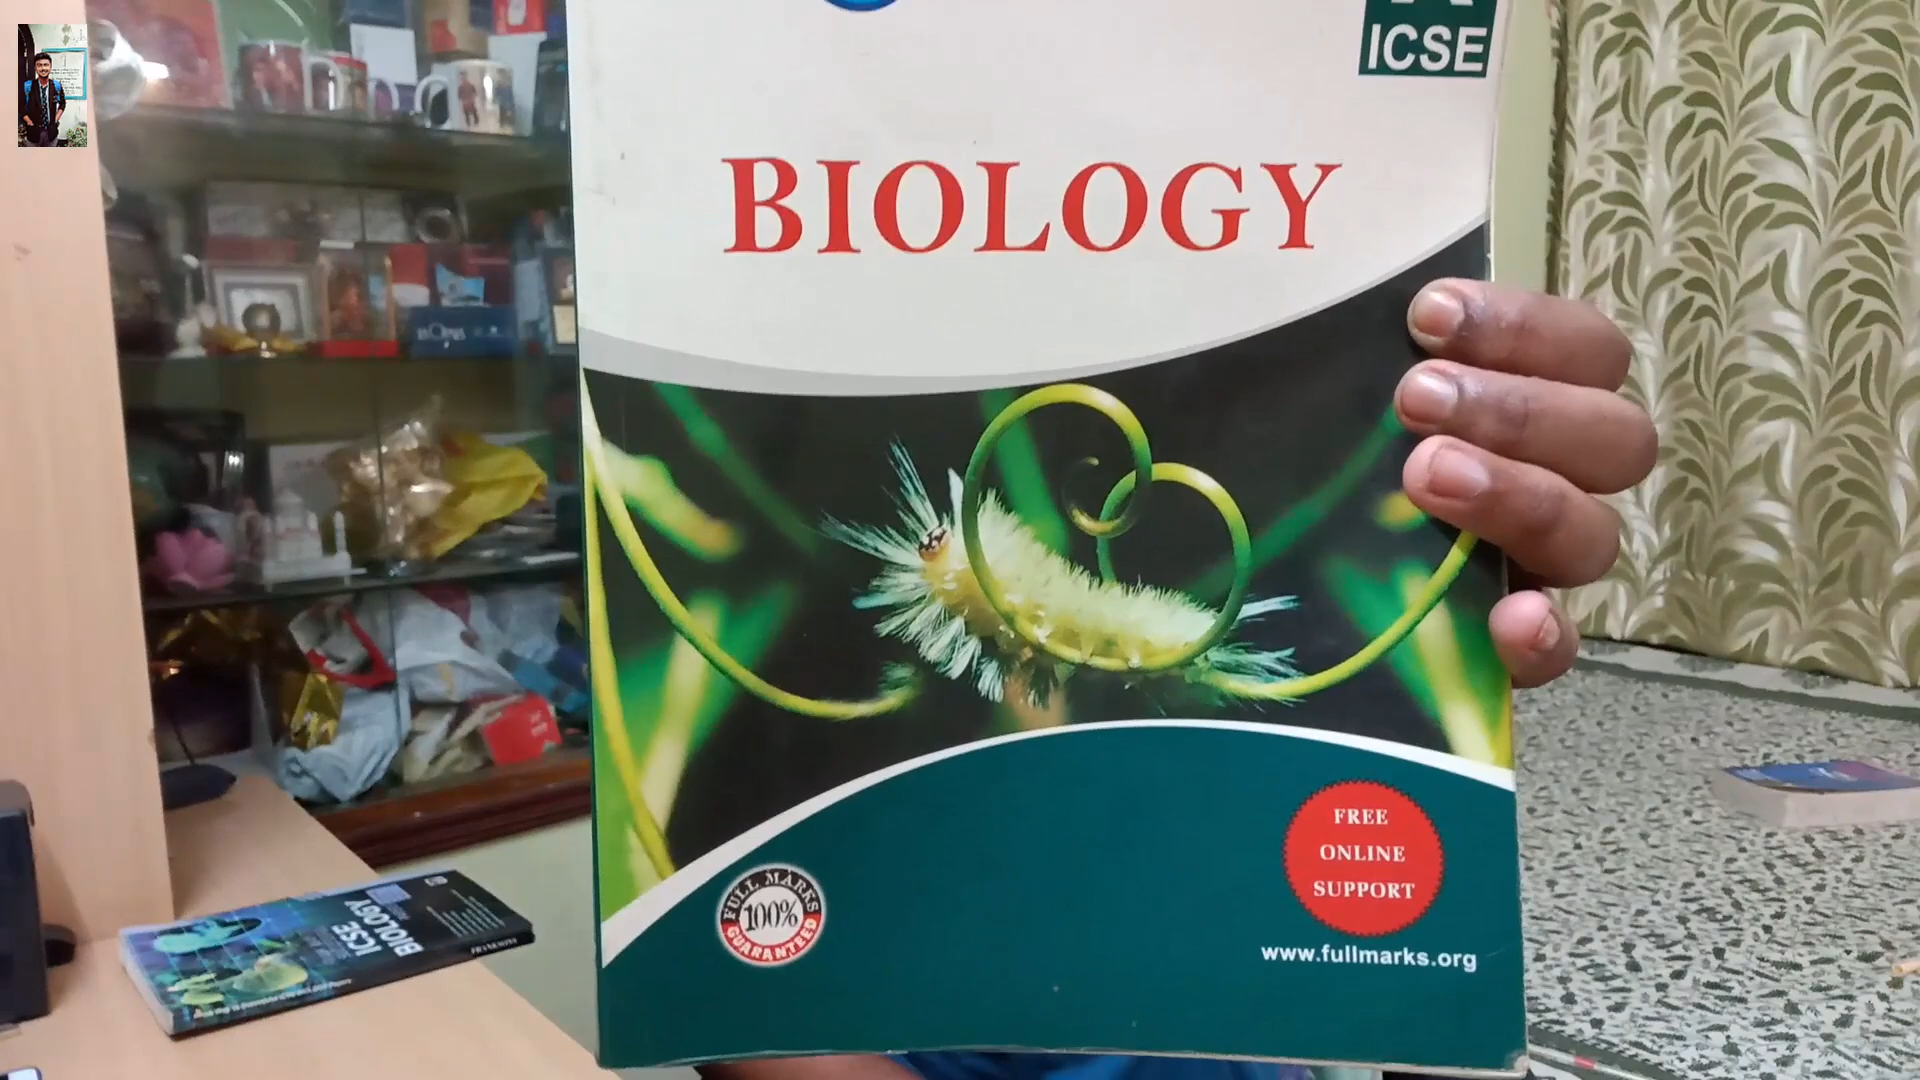 ICSE
BIOLOGY
FREE
ONLINE
SUPPORT
FULL MARKS
100%
GUARANTEED
www.fullmarks.org
ICSE
BIOLOGY